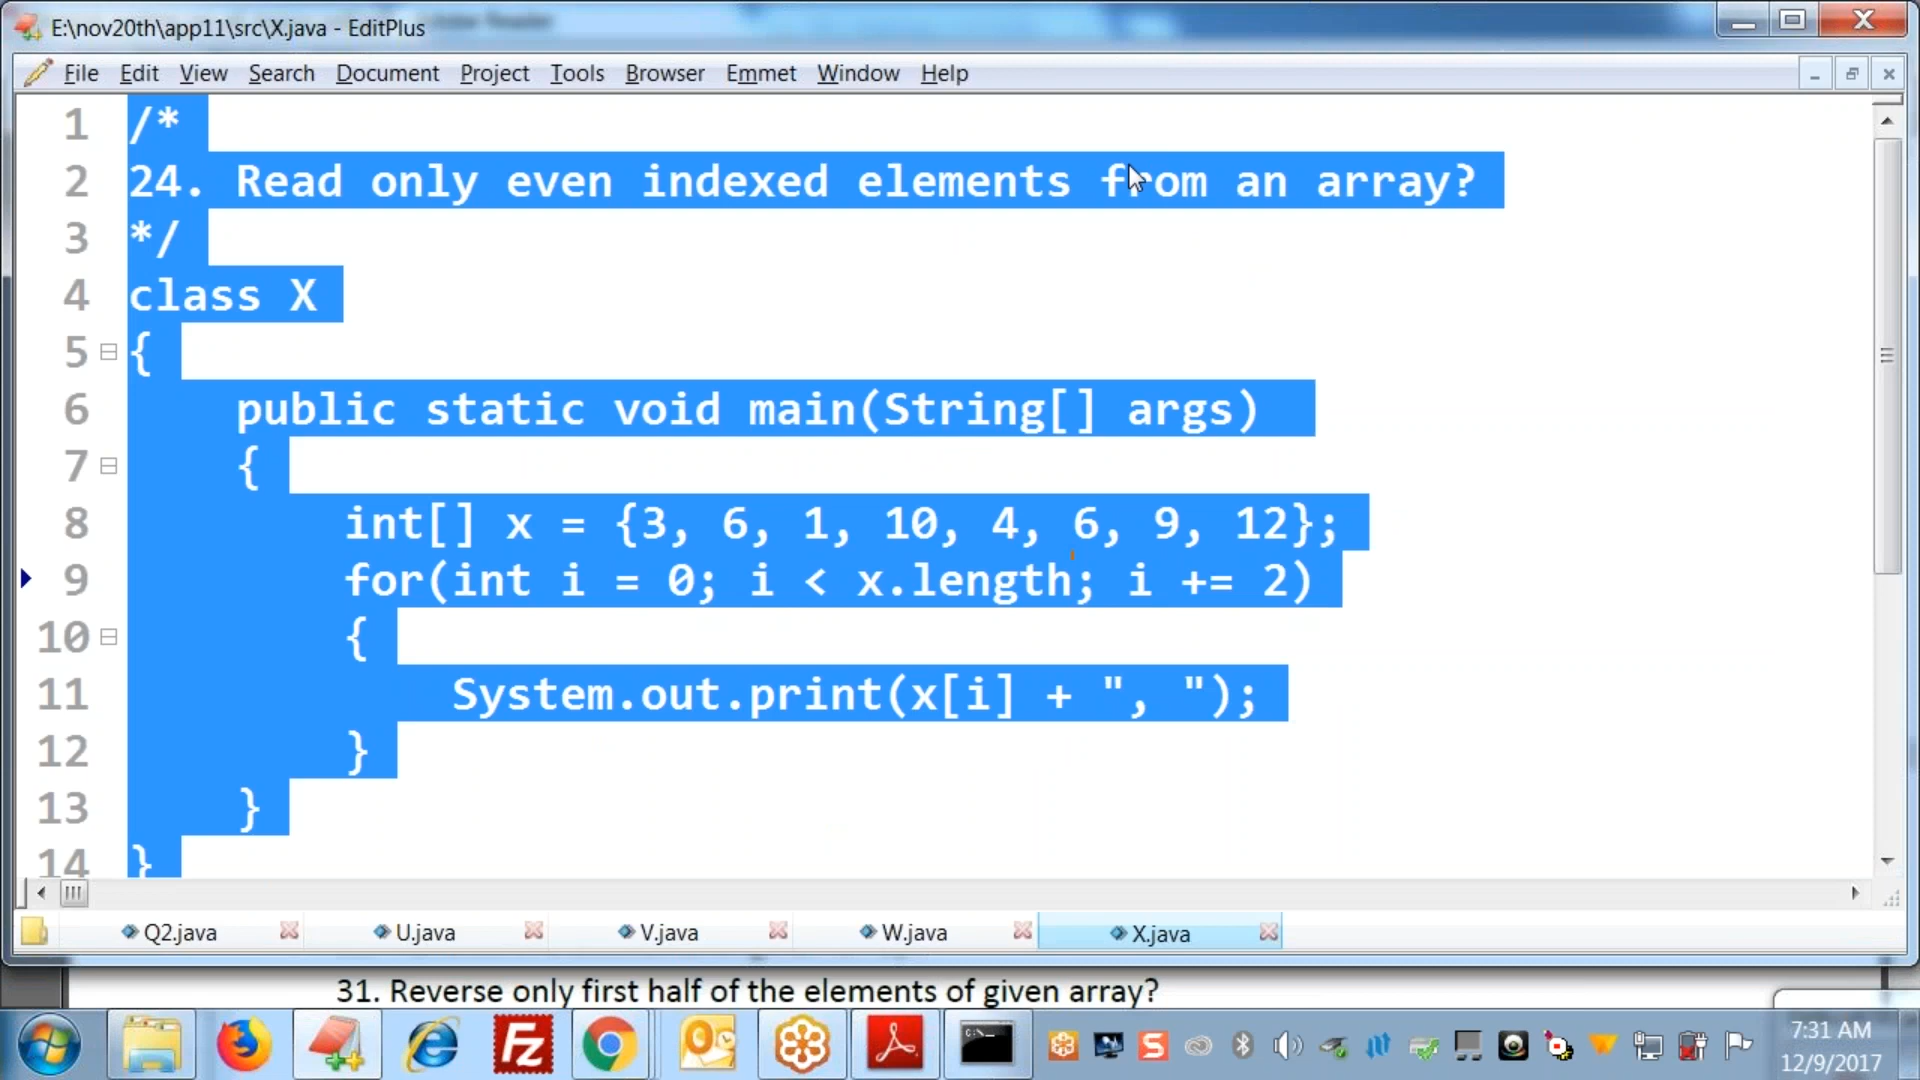 E:\nov20th\app11\src\X.java - EditPlus
File Edit View Search Document Project Tools Browser Emmet Window Help
1 /*
2 24. Read only even indexed elements from an array?
3 */
4 class X
5 {
6 public static void main(String[] args)
7 {
8 int[] x = {3, 6, 1, 10, 4, 6, 9, 12};
9 for(int i = 0; i < x.length; i += 2)
10 {
11 System.out.print(x[i] + ", ");
12 }
13 }
14 }
Q2.java U.java V.java W.java X.java
31. Reverse only first half of the elements of given array?
7:31 AM
12/9/2017